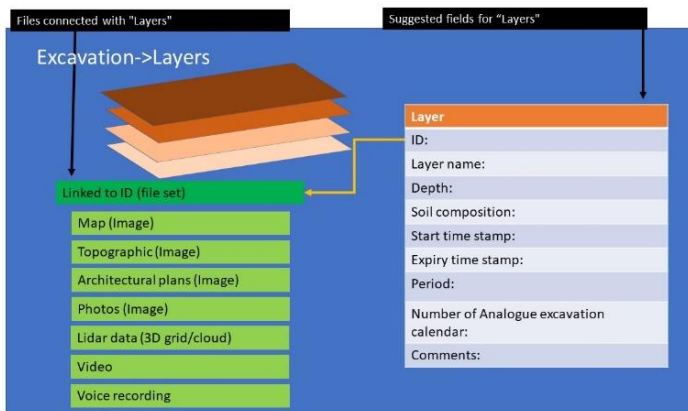 Files connected with "Layers"
Suggested fields for “Layers”
Excavation->Layers
Linked to ID (file set)
Map (Image)
Topographic (Image)
Architectural plans (Image)
Photos (Image)
Lidar data (3D grid/cloud)
Video
Voice recording
Layer
ID:
Layer name:
Depth:
Soil composition:
Start time stamp:
Expiry time stamp:
Period:
Number of Analogue excavation
calendar:
Comments: